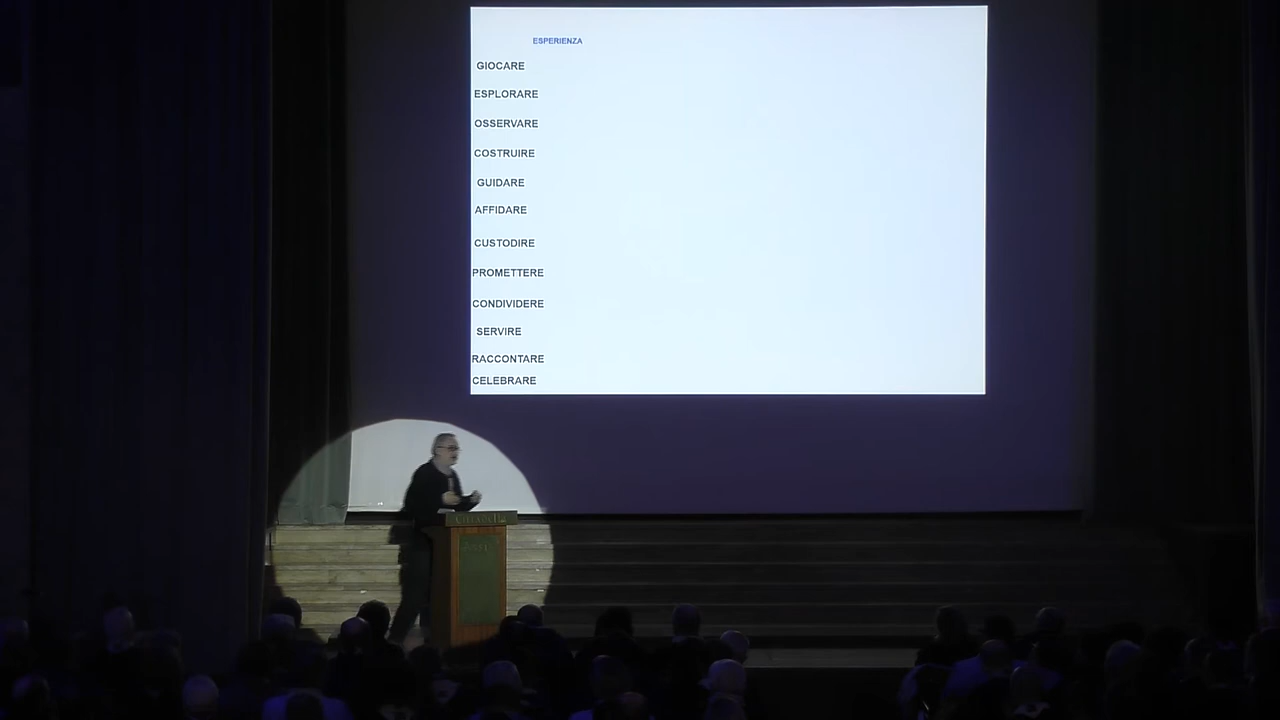 ESPERIENZA
GIOCARE
ESPLORARE
OSSERVARE
COSTRUIRE
GUIDARE
AFFIDARE
CUSTODIRE
PROMETTERE
CONDIVIDERE
SERVIRE
RACCONTARE
CELEBRARE